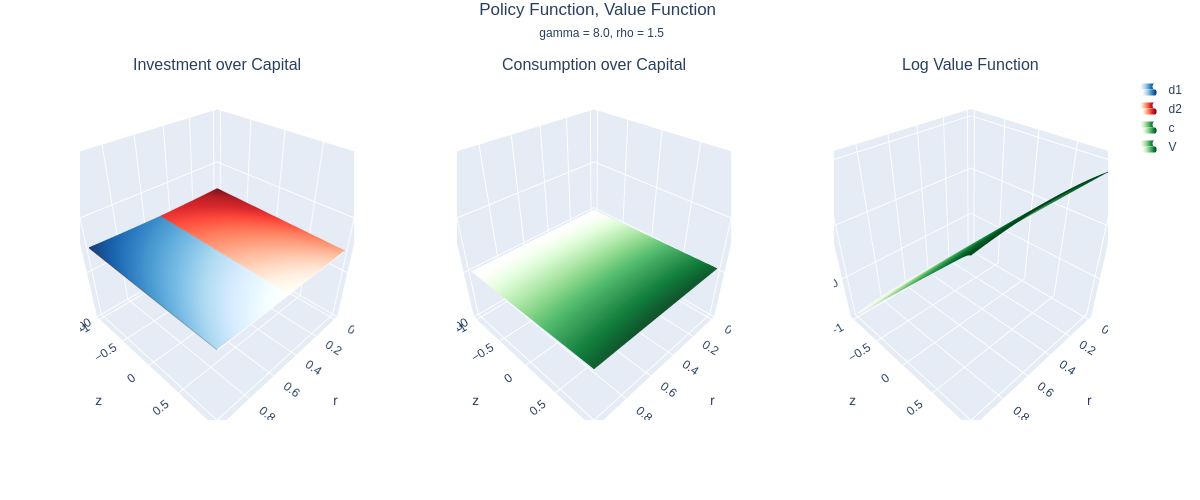 Policy Function, Value Function
gamma = 8.0, rho = 1.5
Investment over Capital
Consumption over Capital
Log Value Function
d1
d2
c
V
−0.5
0
0.5
z
0
0.2
0.4
0.6
0.8
r
−0.5
0
0.5
z
0
0.2
0.4
0.6
0.8
r
0
−1
−0.5
0
0.5
z
0
0.2
0.4
0.6
0.8
r